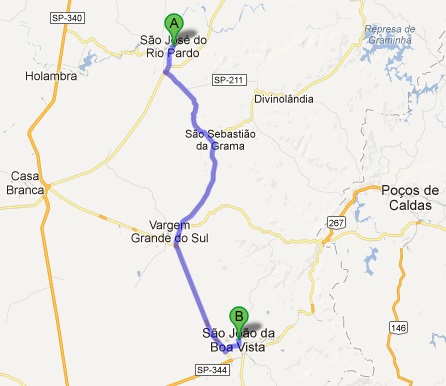 SP-340
A
São José do
Rio Pardo
Represa de
Graminha
Holambra
SP-211
Divinolândia
São Sebastião
da Grama
Casa
Branca
Poços de
Caldas
Vargem
Grande do Sul
267
B
São João da
Boa Vista
146
SP-344